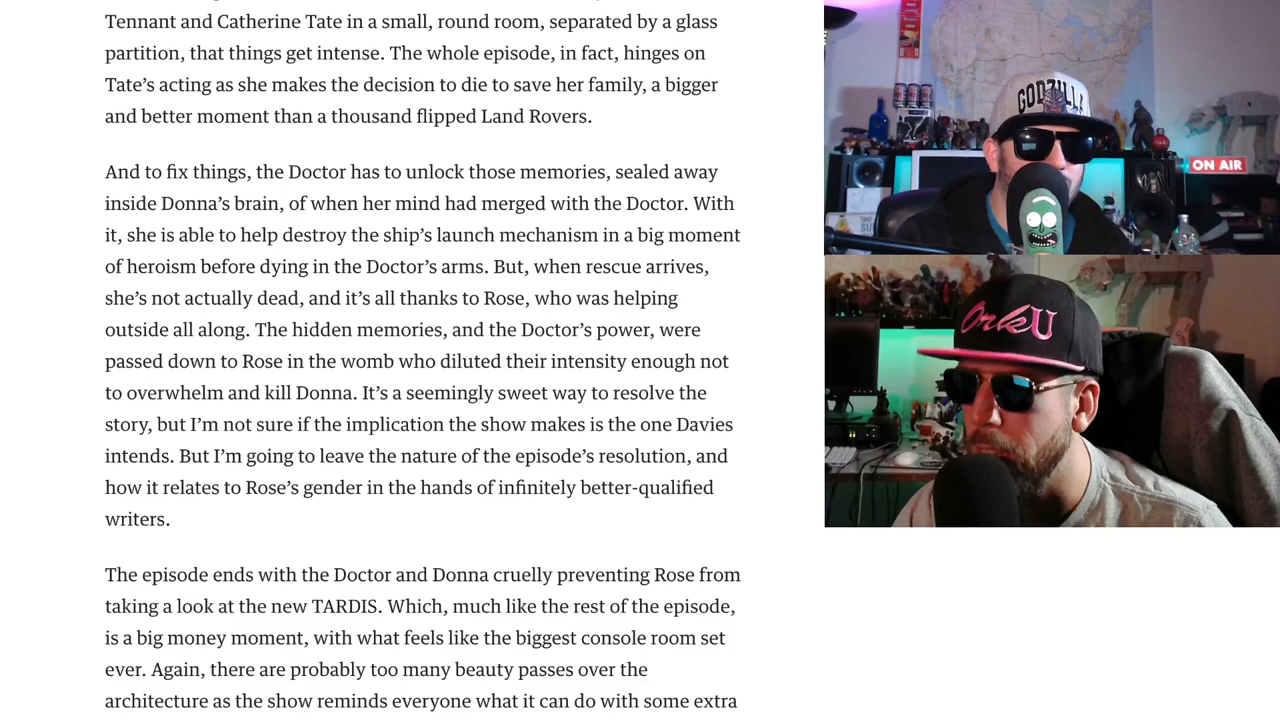 Tennant and Catherine Tate in a small, round room, separated by a glass
partition, that things get intense. The whole episode, in fact, hinges on
Tate’s acting as she makes the decision to die to save her family, a bigger
and better moment than a thousand flipped Land Rovers.
And to fix things, the Doctor has to unlock those memories, sealed away
inside Donna’s brain, of when her mind had merged with the Doctor. With
it, she is able to help destroy the ship’s launch mechanism in a big moment
of heroism before dying in the Doctor’s arms. But, when rescue arrives,
she’s not actually dead, and it’s all thanks to Rose, who was helping
outside all along. The hidden memories, and the Doctor’s power, were
passed down to Rose in the womb who diluted their intensity enough not
to overwhelm and kill Donna. It’s a seemingly sweet way to resolve the
story, but I’m not sure if the implication the show makes is the one Davies
intends. But I’m going to leave the nature of the episode’s resolution, and
how it relates to Rose’s gender in the hands of infinitely better-qualified
writers.
The episode ends with the Doctor and Donna cruelly preventing Rose from
taking a look at the new TARDIS. Which, much like the rest of the episode,
is a big money moment, with what feels like the biggest console room set
ever. Again, there are probably too many beauty passes over the
architecture as the show reminds everyone what it can do with some extra
GODZILLA
ON AIR
OrkU